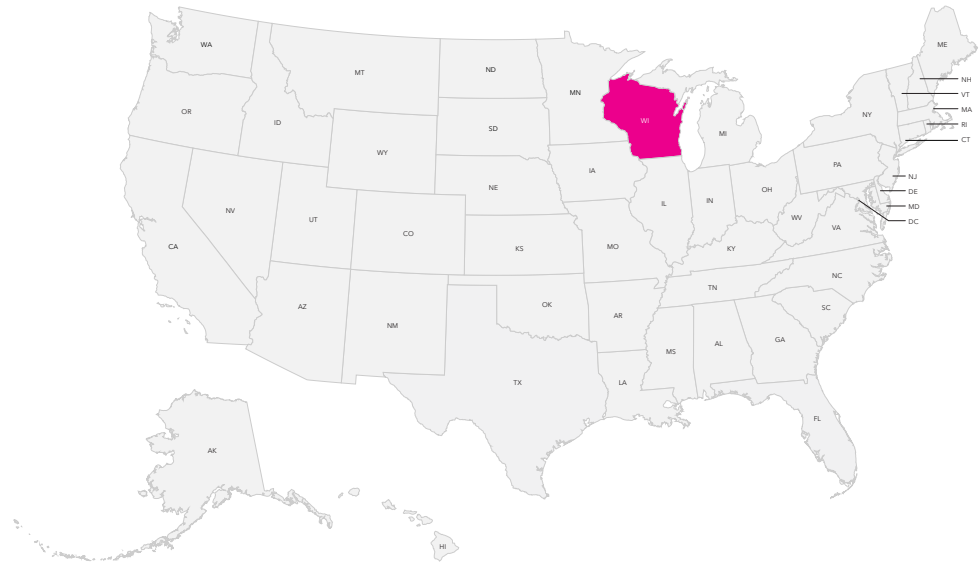 WA
ME
MT
ND
NH
MN
VT
OR
MA
NY
WI
ID
RI
SD
MI
CT
WY
PA
IA
NJ
NE
OH
DE
IL
IN
MD
NV
UT
WV
DC
CO
VA
CA
KS
MO
KY
NC
TN
AZ
OK
SC
AR
NM
GA
AL
MS
TX
LA
FL
AK
HI